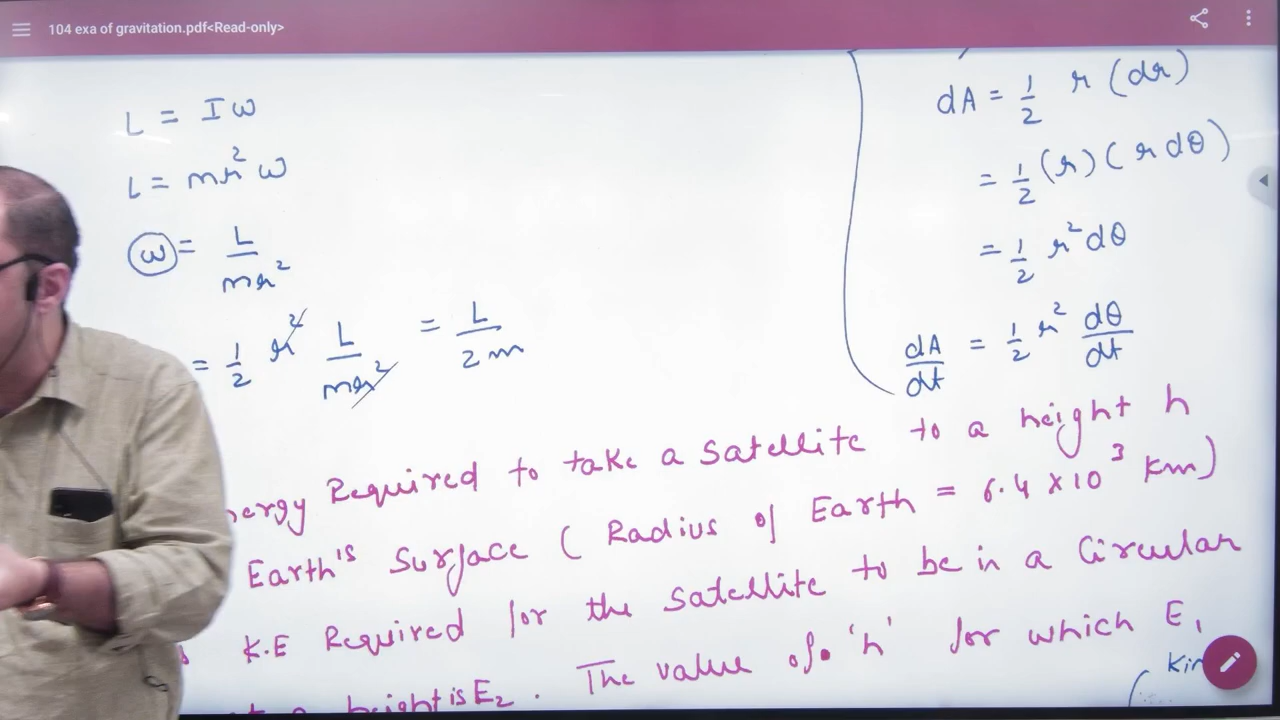 104 exa of gravitation.pdf<Read-only>
L = Iω
L = mr²ω
ω = L/mr²
= 1/2 r² L/mr² = L/2m
dA = 1/2 r (dr)
= 1/2 (r)(r dθ)
= 1/2 r² dθ
dA/dt = 1/2 r² dθ/dt
Required to take a Satellite to a height h
Earth's Surface ( Radius of Earth = 6.4 × 10³ Km)
K.E Required for the satellite to be in a Circular
height is E₂ . The value of 'h' for which E₁